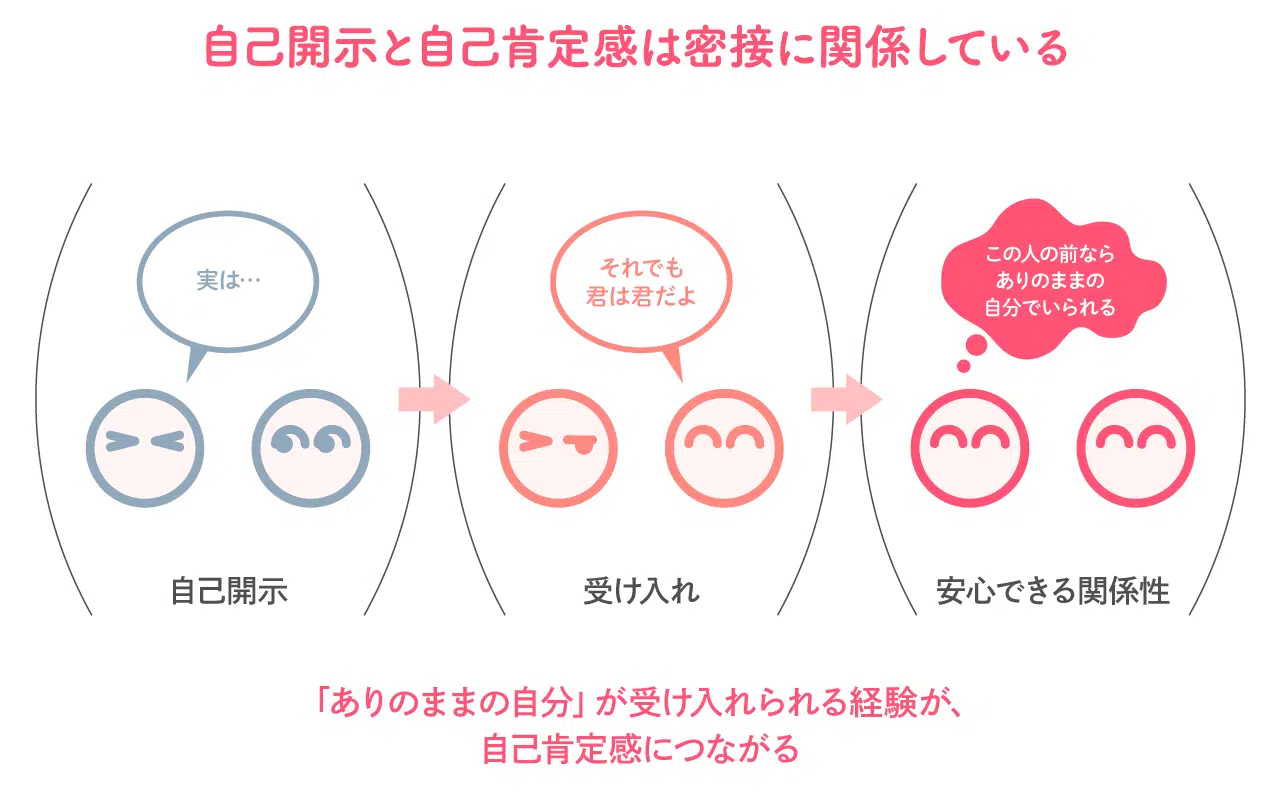 自己開示と自己肯定感は密接に関係している
実は…
それでも
君は君だよ
この人の前なら
ありのままの
自分でいられる
自己開示
受け入れ
安心できる関係性
「ありのままの自分」が受け入れられる経験が、
自己肯定感につながる